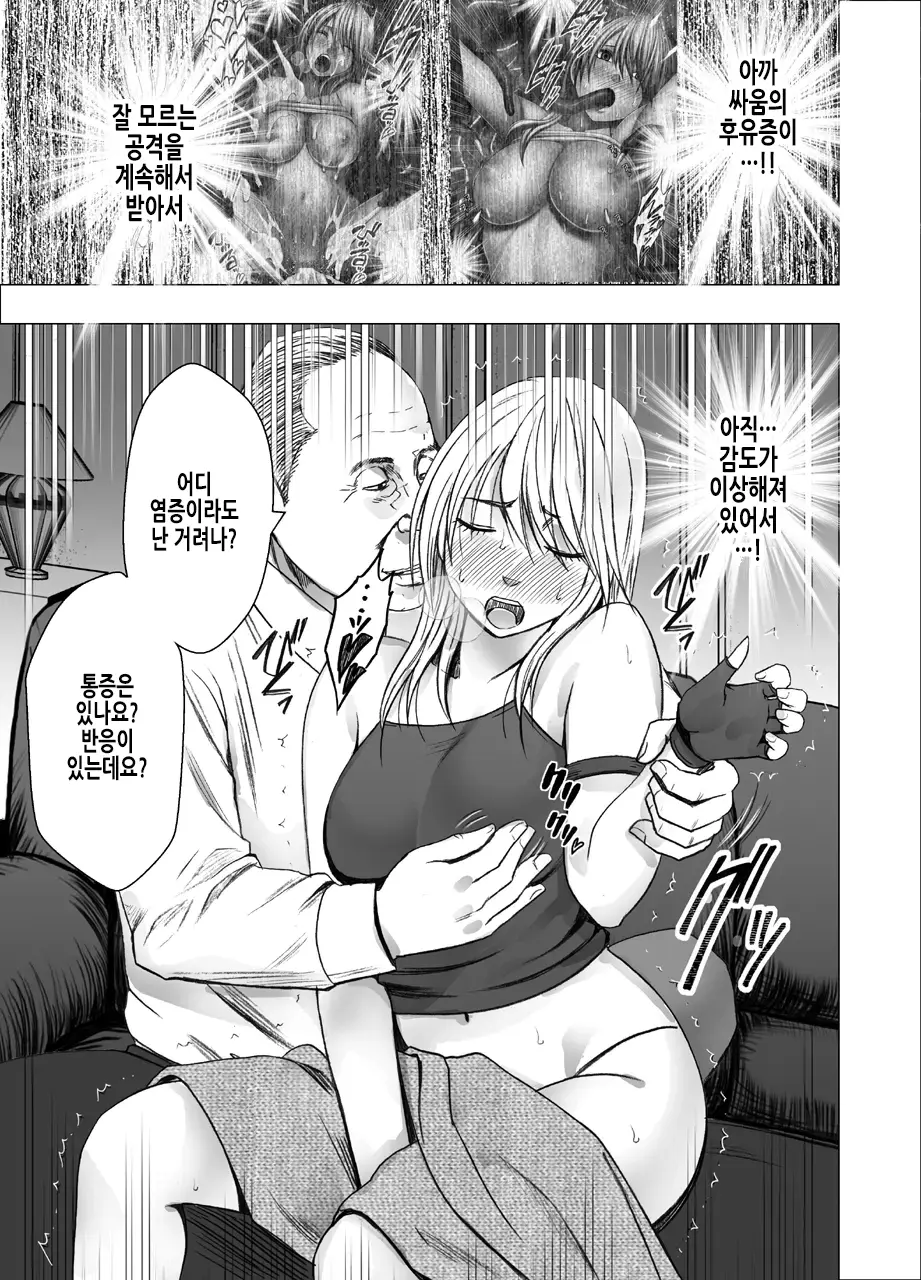 아까
싸움의
후유증이
…!!
잘 모르는
공격을
계속해서
받아서
아직…
감도가
이상해져
있어서
…!
어디
염증이라도
난 거려나?
통증은
있나요?
반응이
있는데요?